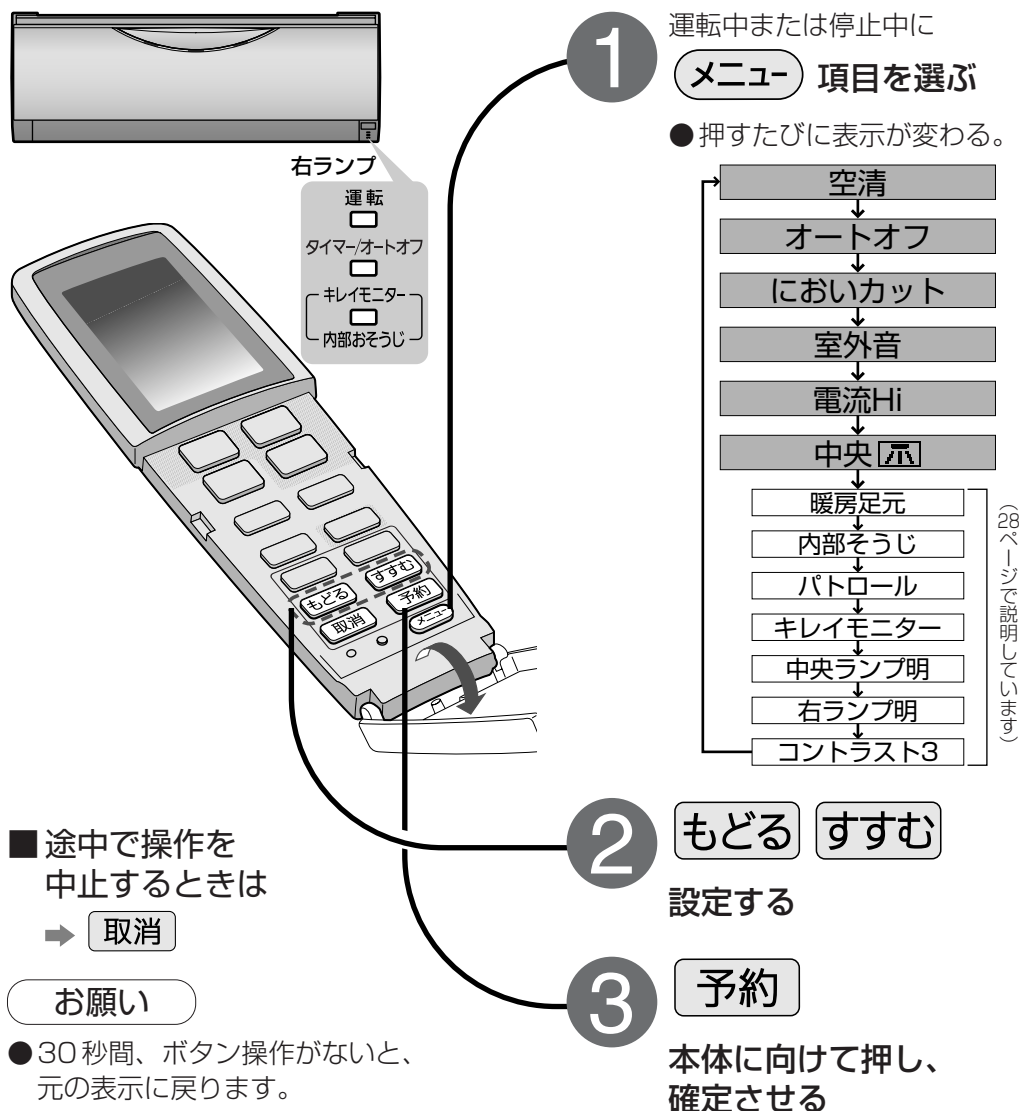 右ランプ
運転
タイマー/オートオフ
キレイモニター
内部おそうじ
もどる
すすむ
取消
予約
メニュー
1
運転中または停止中に
メニュー 項目を選ぶ
●押すたびに表示が変わる。
空清
オートオフ
においカット
室外音
電流Hi
中央
暖房足元
内部そうじ
パトロール
キレイモニター
中央ランプ明
右ランプ明
コントラスト3
（28ページで説明しています）
2
もどる すすむ
設定する
3
予約
本体に向けて押し、
確定させる
■途中で操作を
中止するときは
➡ 取消
お願い
●30秒間、ボタン操作がないと、
元の表示に戻ります。